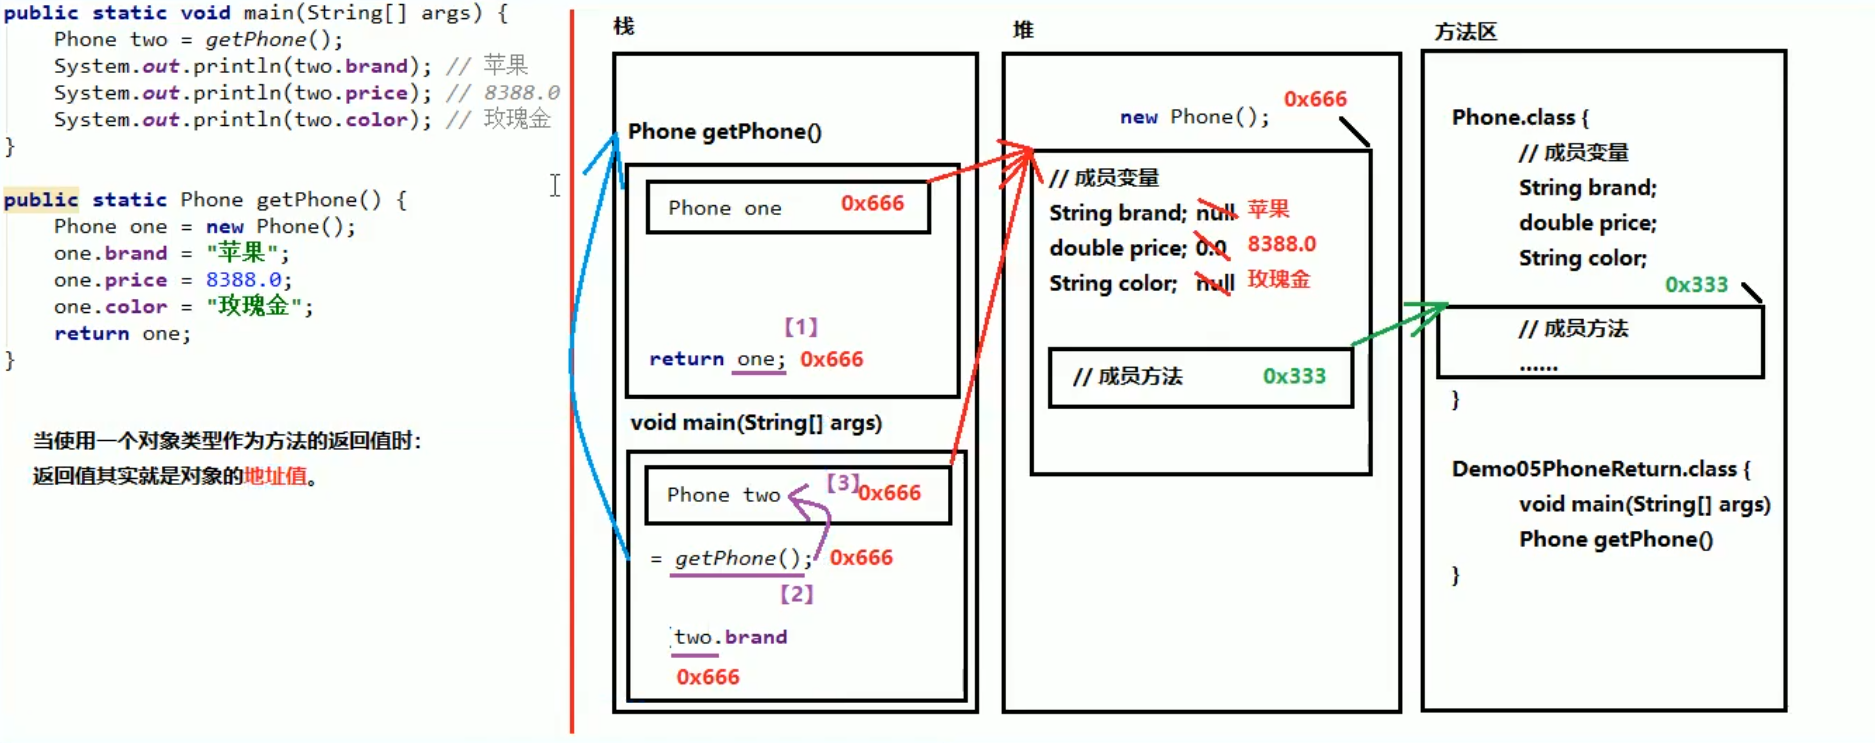 public static void main(String[] args) {
Phone two = getPhone();
System.out.println(two.brand); // 苹果
System.out.println(two.price); // 8388.0
System.out.println(two.color); // 玫瑰金
}
public static Phone getPhone() {
Phone one = new Phone();
one.brand = "苹果";
one.price = 8388.0;
one.color = "玫瑰金";
return one;
}
当使用一个对象类型作为方法的返回值时：
返回值其实就是对象的地址值。
栈
Phone getPhone()
Phone one 0x666
【1】
return one; 0x666
void main(String[] args)
Phone two 【3】 0x666
= getPhone(); 0x666
【2】
two.brand
0x666
堆
new Phone(); 0x666
// 成员变量
String brand; null 苹果
double price; 0.0 8388.0
String color; null 玫瑰金
// 成员方法 0x333
方法区
Phone.class {
// 成员变量
String brand;
double price;
String color;
0x333
// 成员方法
......
}
Demo05PhoneReturn.class {
void main(String[] args)
Phone getPhone()
}